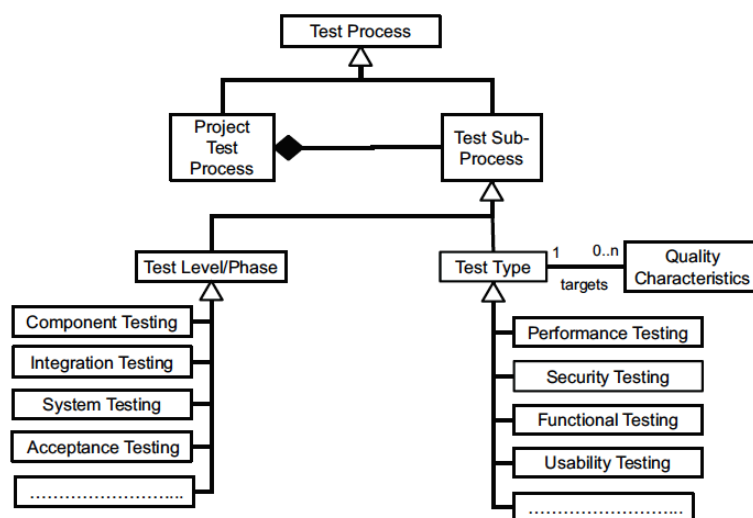 Test Process
Project
Test
Process
Test Sub-
Process
Test Level/Phase
Test Type
1
0..n
targets
Quality
Characteristics
Component Testing
Integration Testing
System Testing
Acceptance Testing
............................
Performance Testing
Security Testing
Functional Testing
Usability Testing
............................